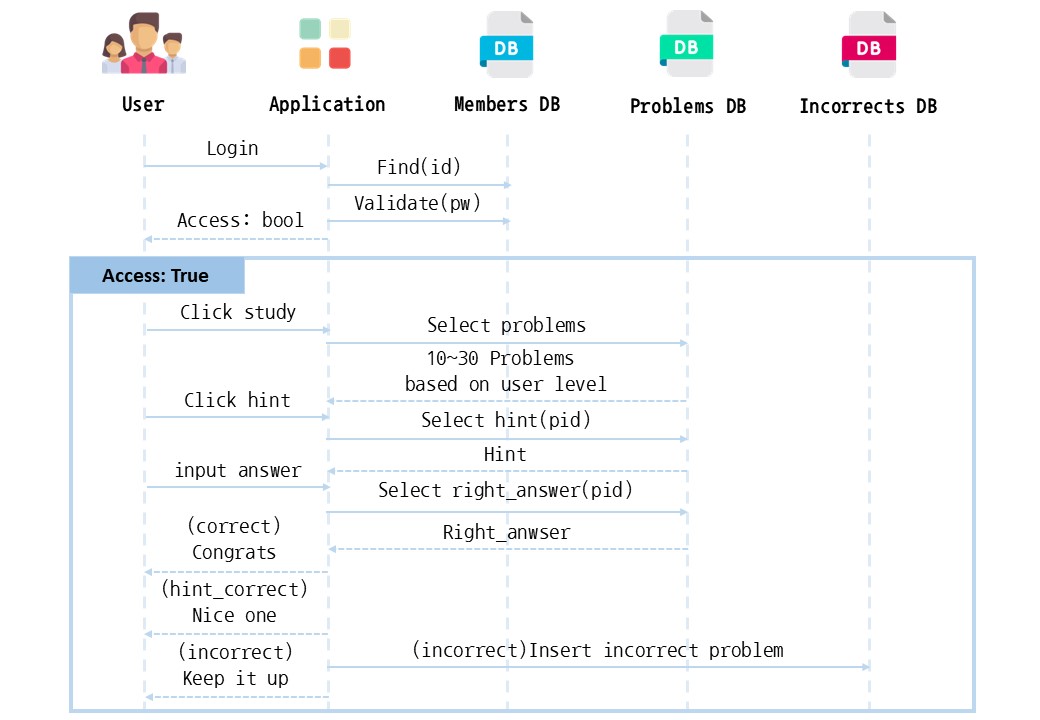 DB
DB
DB
User
Application
Members DB
Problems DB
Incorrects DB
Login
Find(id)
Validate(pw)
Access: bool
Access: True
Click study
Select problems
10~30 Problems
based on user level
Click hint
Select hint(pid)
Hint
input answer
Select right_answer(pid)
(correct)
Congrats
Right_anwser
(hint_correct)
Nice one
(incorrect)
Keep it up
(incorrect)Insert incorrect problem